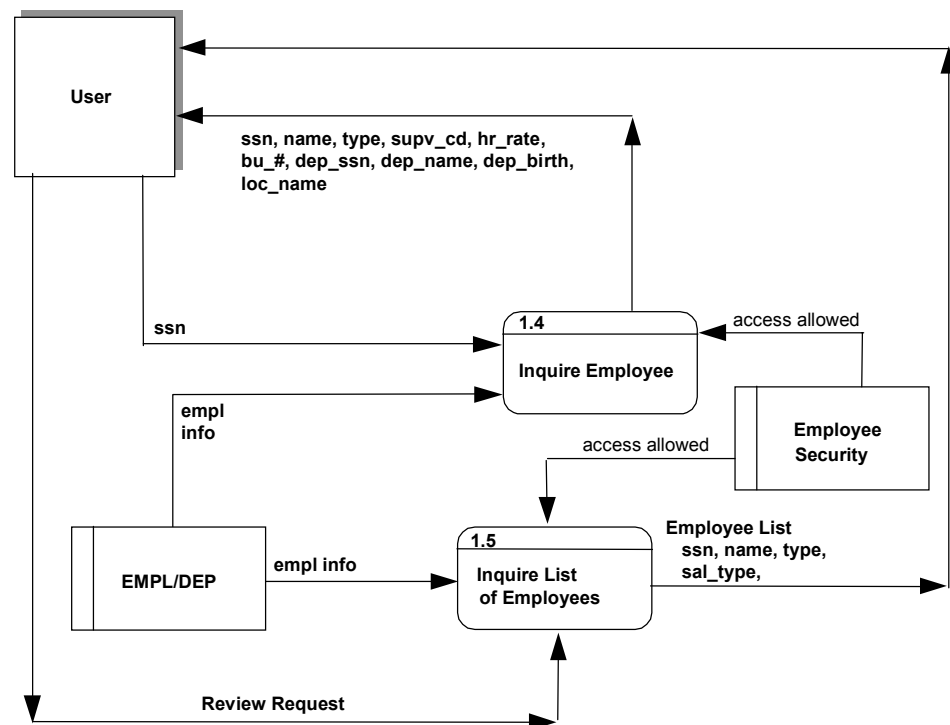 User
ssn, name, type, supv_cd, hr_rate,
bu_#, dep_ssn, dep_name, dep_birth,
loc_name
ssn
1.4
Inquire Employee
access allowed
empl
info
Employee
Security
access allowed
EMPL/DEP
empl info
1.5
Inquire List
of Employees
Employee List
ssn, name, type,
sal_type,
Review Request